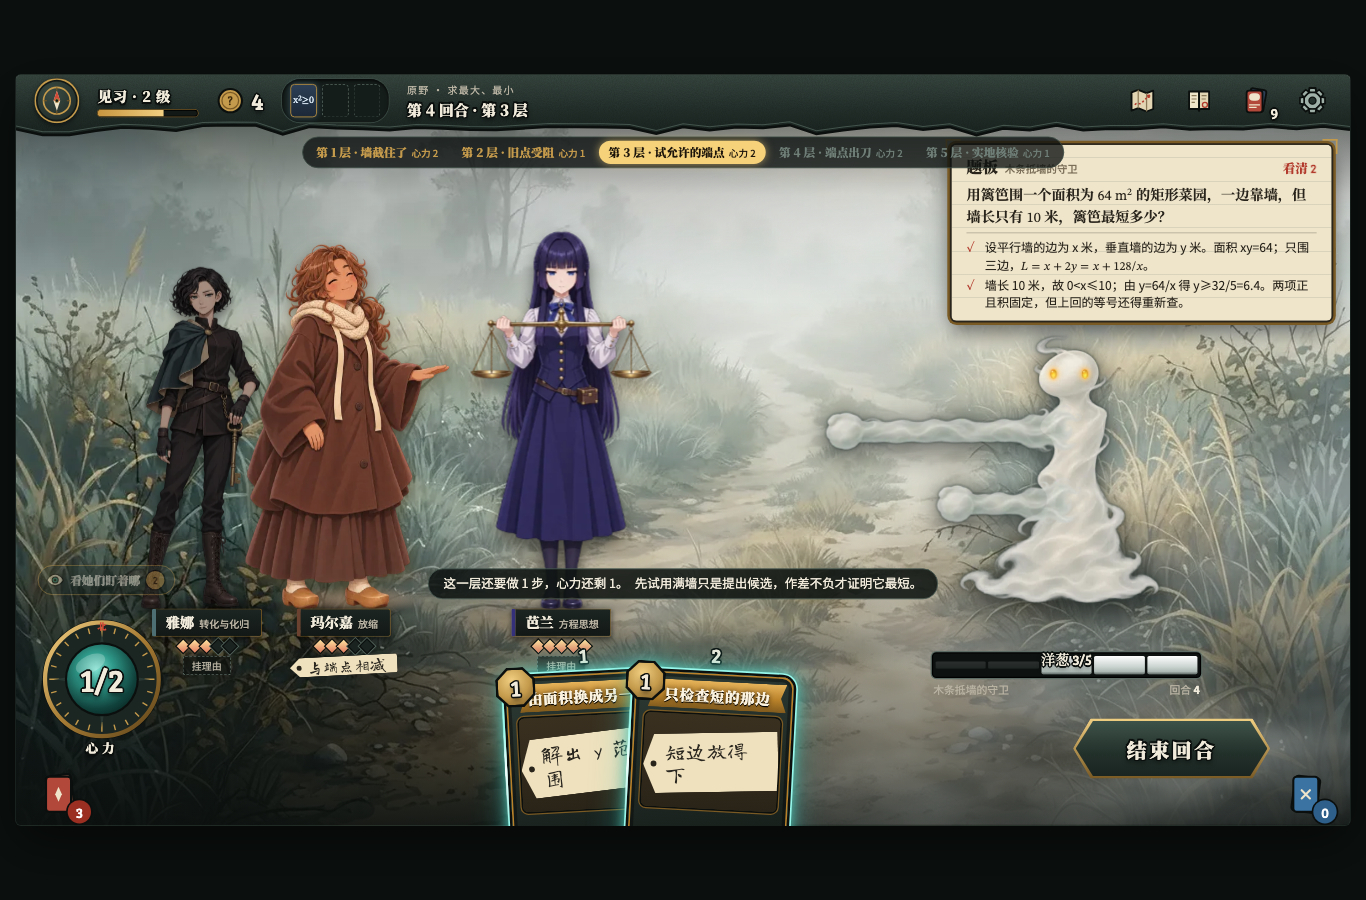 见习 · 2 级
4
x²≥0
原野 · 求最大、最小
第 4 回合 · 第 3 层
9
第 1 层 · 墙截住了 心力 2
第 2 层 · 旧点受阻 心力 1
第 3 层 · 试允许的端点 心力 2
第 4 层 · 端点出刀 心力 2
第 5 层 · 实地核验 心力 1
题板 木条抵墙的守卫
看清 2
用篱笆围一个面积为 64 m² 的矩形菜园，一边靠墙，但
墙长只有 10 米，篱笆最短多少？
√ 设平行墙的边为 x 米，垂直墙的边为 y 米。面积 xy=64；只围
三边，L = x + 2y = x + 128/x。
√ 墙长 10 米，故 0<x≤10；由 y=64/x 得 y≥32/5=6.4。两项正
且积固定，但上回的等号还得重新查。
看她们盯着哪 2
这一层还要做 1 步，心力还剩 1。 先试用满墙只是提出候选，作差不负才证明它最短。
雅娜 转化与化归
挂理由
玛尔嘉 放缩
与端点相减
芭兰 方程思想
挂理由
1/2
心力
3
1
1
由面积换成另一
解出 y 范
围
2
1
只检查短的那边
短边放得
下
洋葱 3/5
木条抵墙的守卫
回合 4
结束回合
0